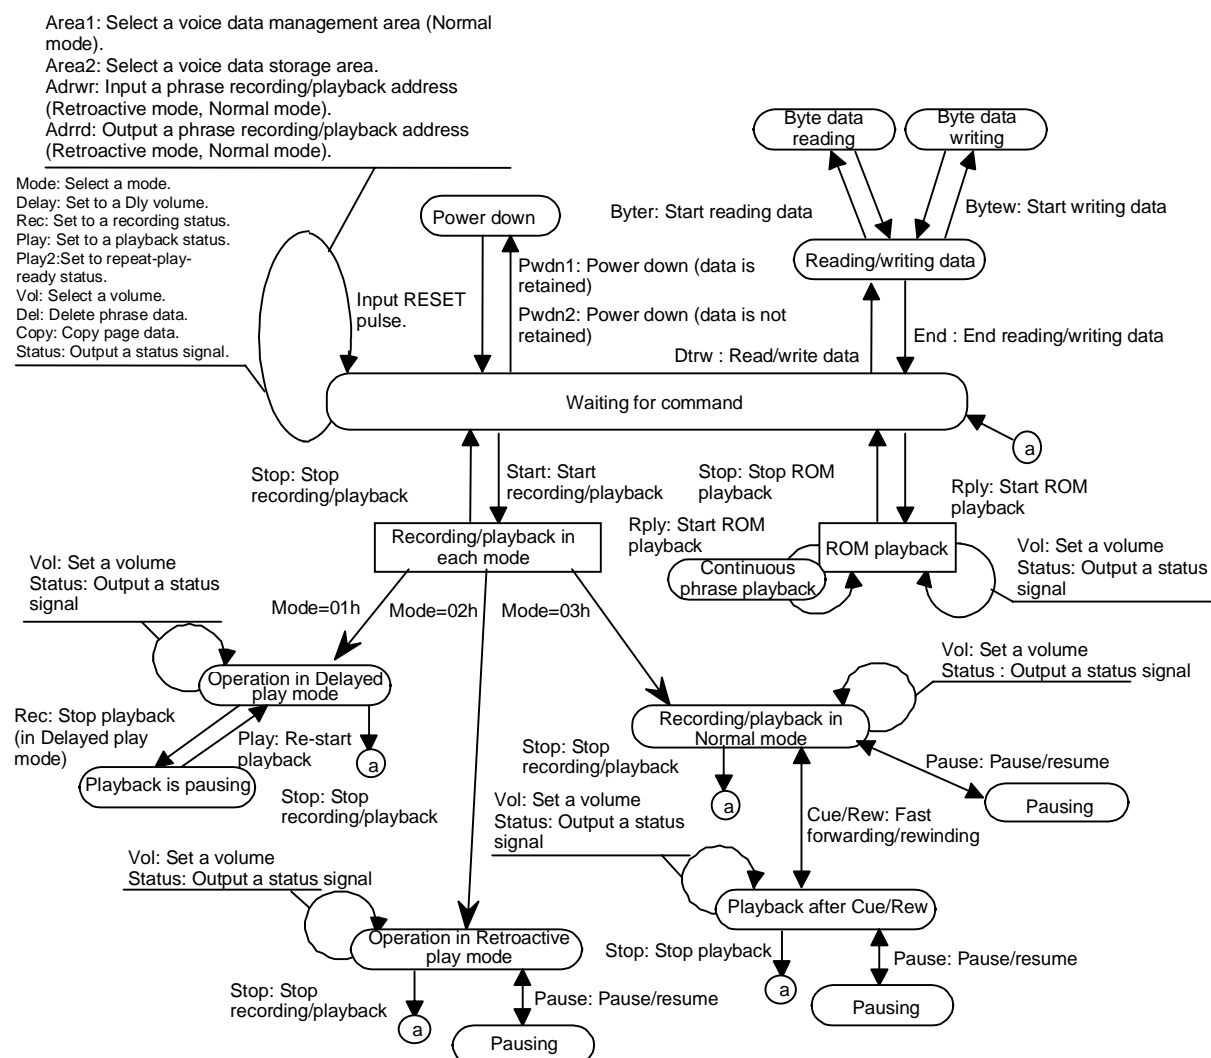 Area1: Select a voice data management area (Normal
mode).
Area2: Select a voice data storage area.
Adrwr: Input a phrase recording/playback address
(Retroactive mode, Normal mode).
Adrrd: Output a phrase recording/playback address
(Retroactive mode, Normal mode).
Mode: Select a mode.
Delay: Set to a Dly volume.
Rec: Set to a recording status.
Play: Set to a playback status.
Play2:Set to repeat-play-
ready status.
Vol: Select a volume.
Del: Delete phrase data.
Copy: Copy page data.
Status: Output a status signal.
Input RESET
pulse.
Power down
Pwdn1: Power down (data is
retained)
Pwdn2: Power down (data is not
retained)
Byte data
reading
Byte data
writing
Byter: Start reading data
Bytew: Start writing data
Reading/writing data
Dtrw : Read/write data
End : End reading/writing data
Waiting for command
a
Stop: Stop
recording/playback
Start: Start
recording/playback
Stop: Stop ROM
playback
Rply: Start ROM
playback
Recording/playback in
each mode
Rply: Start ROM
playback
Continuous
phrase playback
ROM playback
Vol: Set a volume
Status: Output a status
signal
Vol: Set a volume
Status: Output a status
signal
Mode=01h
Mode=02h
Mode=03h
Operation in Delayed
play mode
Rec: Stop playback
(in Delayed play
mode)
Play: Re-start
playback
Playback is pausing
a
Stop: Stop
recording/playback
Vol: Set a volume
Status : Output a status signal
Recording/playback in
Normal mode
Stop: Stop
recording/playback
a
Pause: Pause/resume
Pausing
Cue/Rew: Fast
forwarding/rewinding
Vol: Set a volume
Status: Output a status
signal
Playback after Cue/Rew
Stop: Stop playback
a
Pause: Pause/resume
Pausing
Vol: Set a volume
Status: Output a status signal
Operation in Retroactive
play mode
Stop: Stop
recording/playback
a
Pause: Pause/resume
Pausing